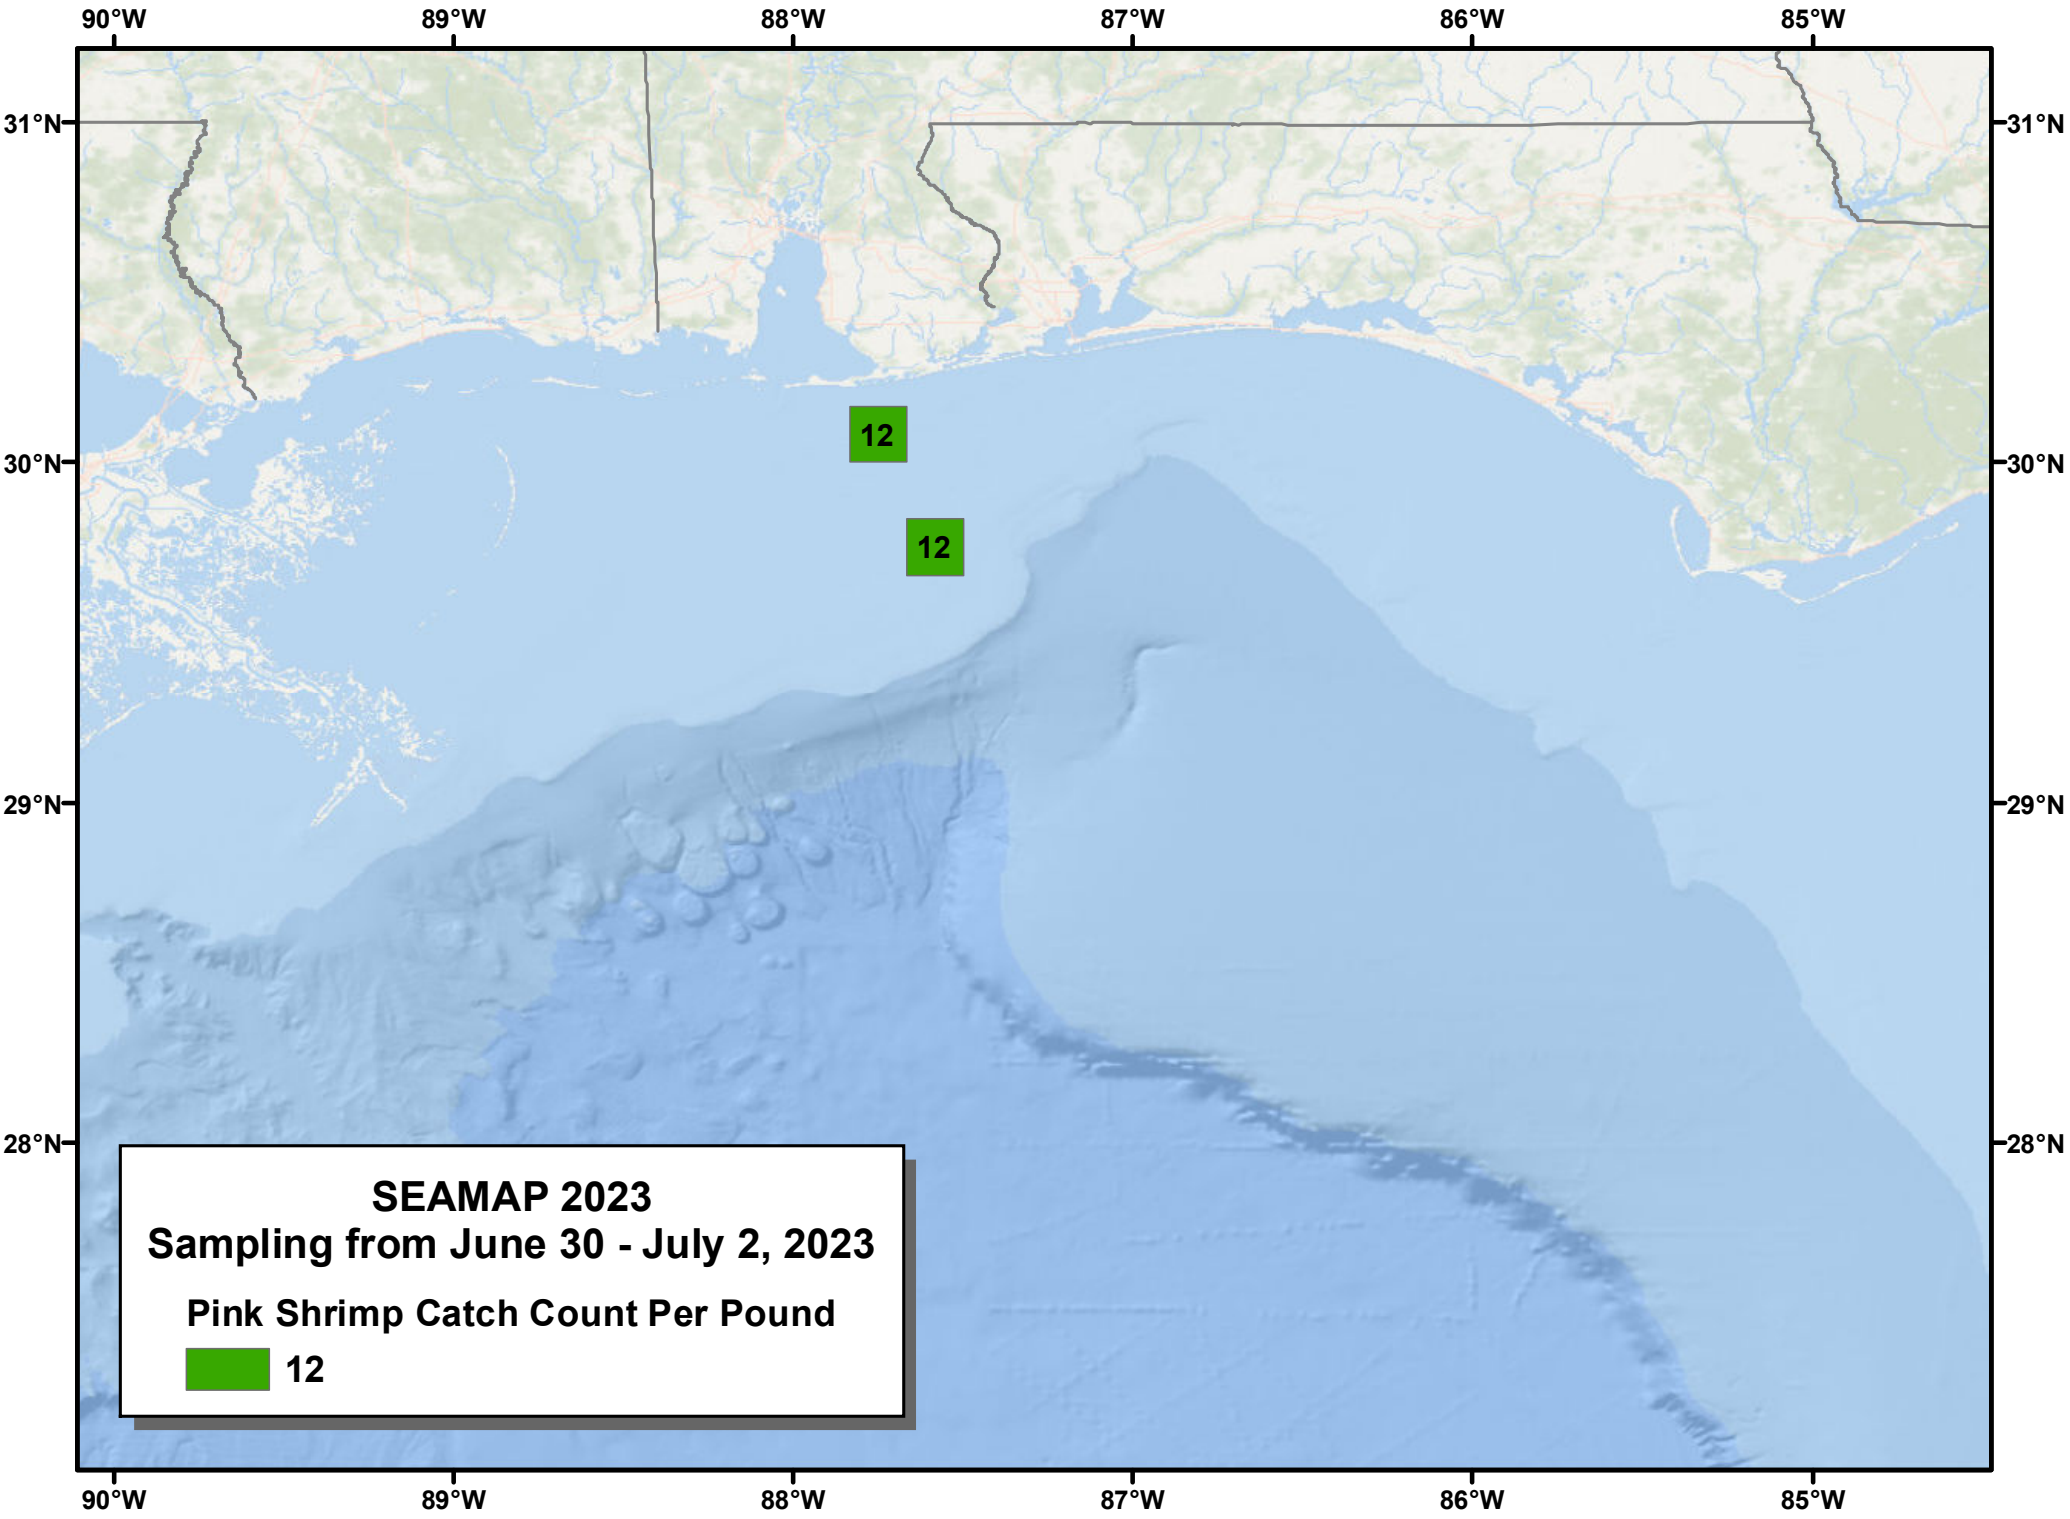 90°W 89°W 88°W 87°W 86°W 85°W
31°N 31°N
12
30°N 30°N
12
29°N 29°N
28°N 28°N
SEAMAP 2023
Sampling from June 30 - July 2, 2023
Pink Shrimp Catch Count Per Pound
12
90°W 89°W 88°W 87°W 86°W 85°W